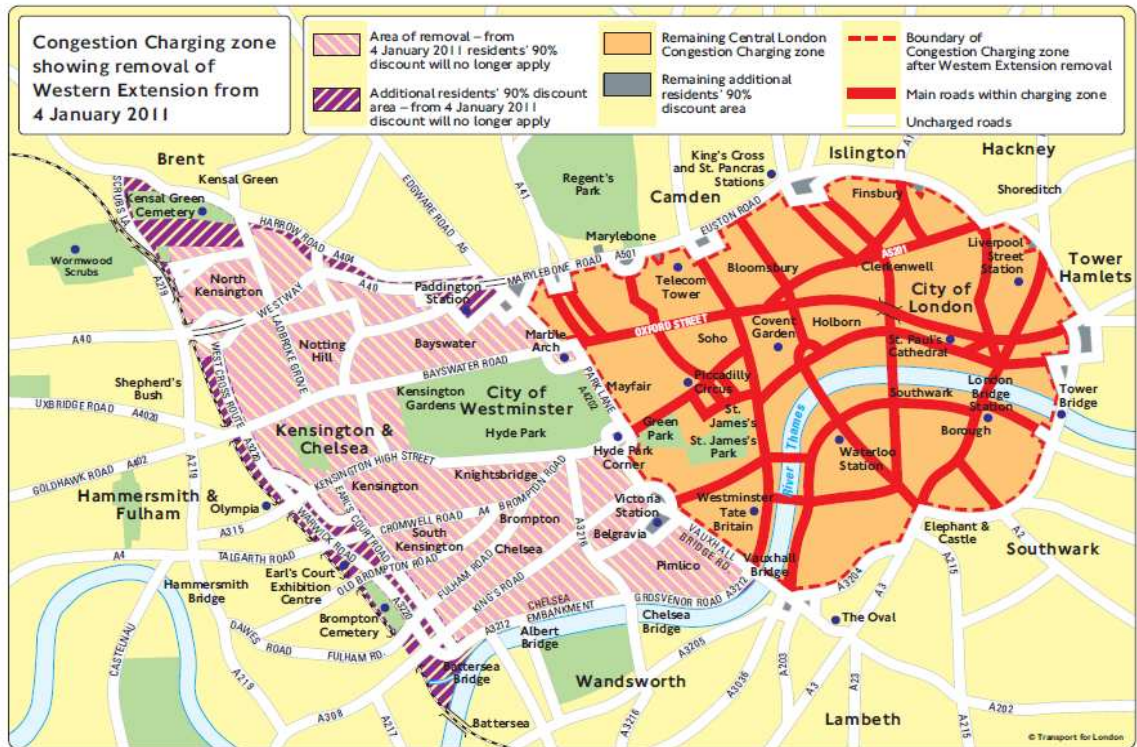 Congestion Charging zone
showing removal of
Western Extension from
4 January 2011
Area of removal – from
4 January 2011 residents' 90%
discount will no longer apply
Additional residents' 90% discount
area – from 4 January 2011
discount will no longer apply
Remaining Central London
Congestion Charging zone
Remaining additional
residents' 90%
discount area
Boundary of
Congestion Charging zone
after Western Extension removal
Main roads within charging zone
Uncharged roads
Brent
Kensal Green
Kensal Green
Cemetery
SCRUBS LA
HARROW ROAD
A404
EDGWARE ROAD
A5
A41
Regent's
Park
King's Cross
and St. Pancras
Stations
Camden
Islington
Hackney
Finsbury
Shoreditch
EUSTON ROAD
Marylebone
A501
MARYLEBONE ROAD
Wormwood
Scrubs
A219
North
Kensington
WESTWAY
A40
Paddington
Station
Telecom
Tower
Bloomsbury
A5201
Clerkenwell
Liverpool
Street
Station
Tower
Hamlets
City of
London
A40
LADBROKE GROVE
Notting
Hill
Bayswater
Marble
Arch
OXFORD STREET
Soho
Covent
Garden
Holborn
St. Paul's
Cathedral
Shepherd's
Bush
WEST CROSS ROUTE
BAYSWATER ROAD
PARK LANE
A4202
Mayfair
Piccadilly
Circus
Southwark
London
Bridge
Station
Tower
Bridge
UXBRIDGE ROAD
A4020
Kensington
Gardens
City of
Westminster
Hyde Park
Green
Park
St.
James's
St. James's
Park
River Thames
Borough
Waterloo
Station
GOLDHAWK ROAD
A402
A219
A3220
Kensington
& Chelsea
KENSINGTON HIGH STREET
Kensington
Knightsbridge
Hyde Park
Corner
Hammersmith &
Fulham
Olympia
A315
EARL'S COURT ROAD
WARWICK ROAD
CROMWELL ROAD
A4
BROMPTON ROAD
Brompton
A3216
Victoria
Station
Belgravia
Westminster
Tate
Britain
VAUXHALL
BRIDGE RD
Vauxhall
Bridge
Elephant &
Castle
A2
Southwark
A4
TALGARTH ROAD
South
Kensington
OLD BROMPTON ROAD
Chelsea
FULHAM ROAD
KING'S ROAD
Pimlico
Hammersmith
Bridge
Earl's Court
Exhibition
Centre
Brompton
Cemetery
A3220
CHELSEA
EMBANKMENT
GROSVENOR ROAD
A3212
A3212
A3204
A3
A215
CASTELNAU
DAWES ROAD
FULHAM RD.
A219
Albert
Bridge
Chelsea
Bridge
The Oval
A3205
A203
Battersea
Bridge
Battersea
Wandsworth
A3036
A3
A23
A202
Lambeth
A308
A217
A3216
A215
© Transport for London